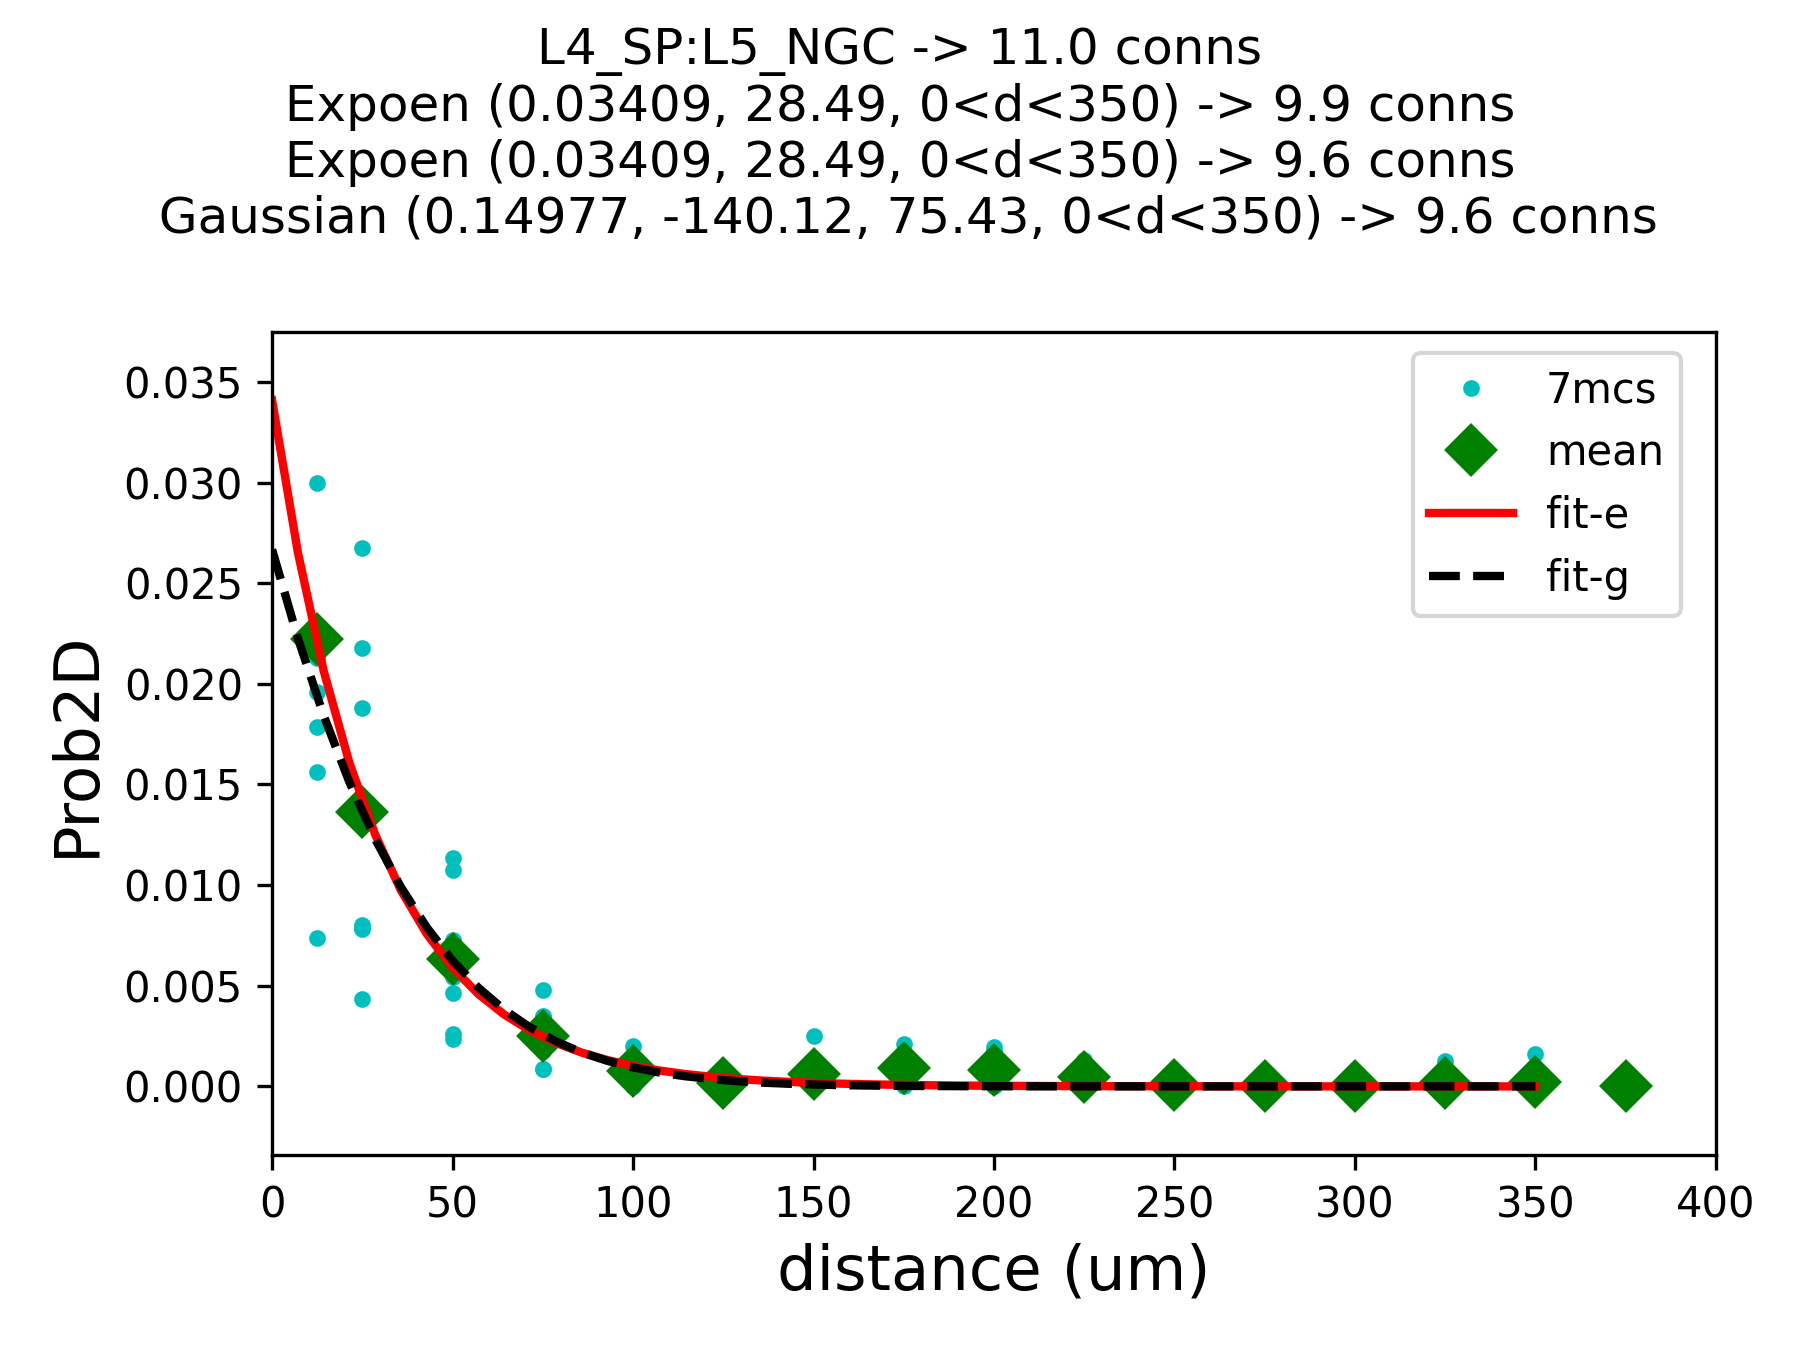 L4_SP:L5_NGC -> 11.0 conns
Expoen (0.03409, 28.49, 0<d<350) -> 9.9 conns
Expoen (0.03409, 28.49, 0<d<350) -> 9.6 conns
Gaussian (0.14977, -140.12, 75.43, 0<d<350) -> 9.6 conns
7mcs
mean
fit-e
fit-g
Prob2D
0.035
0.030
0.025
0.020
0.015
0.010
0.005
0.000
0 50 100 150 200 250 300 350 400
distance (um)